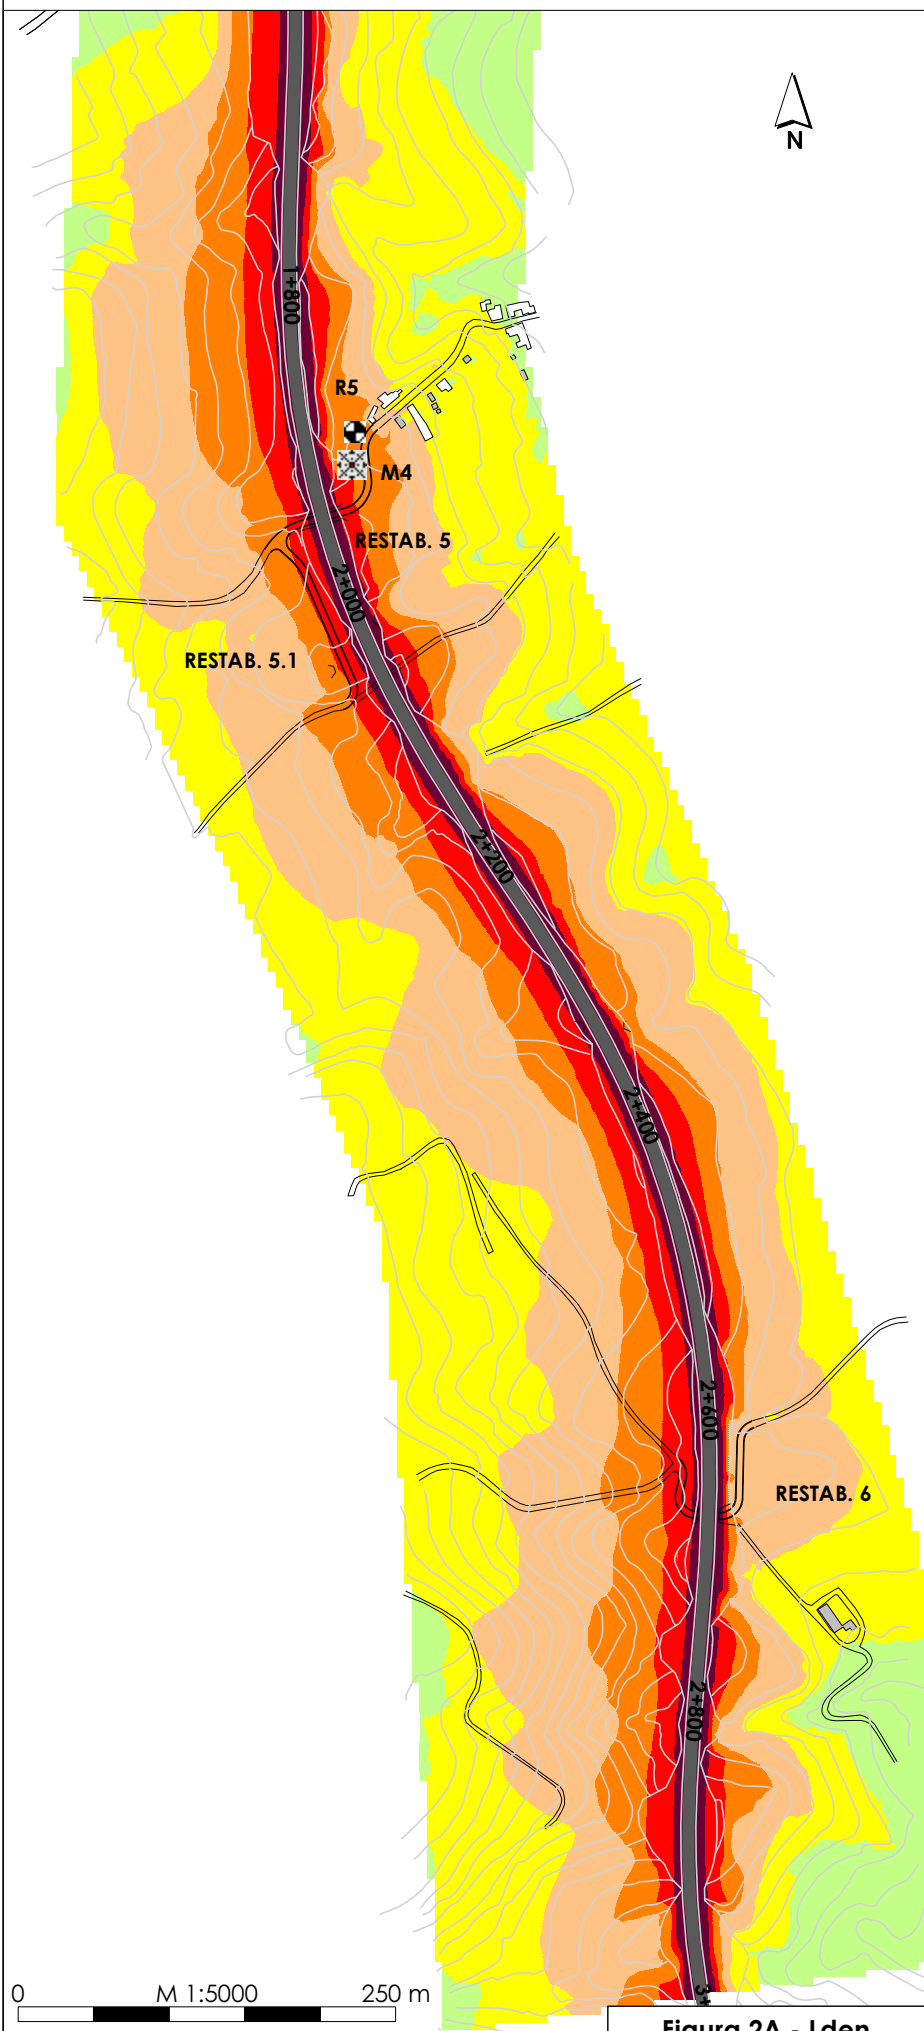 N
1+800
R5
M4
RESTAB. 5
2+000
RESTAB. 5.1
2+200
2+400
2+600
RESTAB. 6
2+800
0 M 1:5000 250 m
3+
Figura 2A - Lden